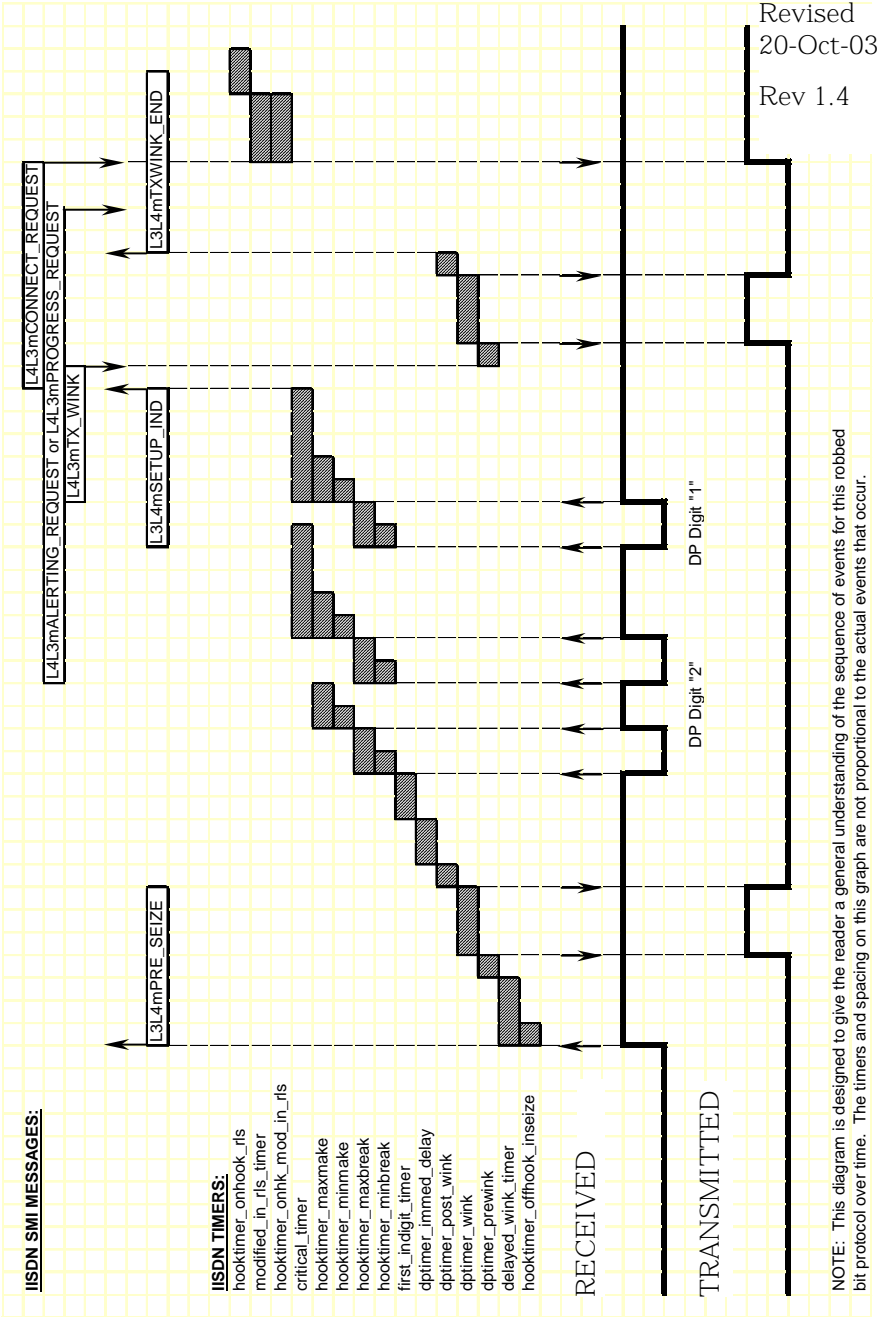 Revised
20-Oct-03
Rev 1.4
IISDN SMI MESSAGES:
L4L3mCONNECT_REQUEST
L4L3mALERTING_REQUEST or L4L3mPROGRESS_REQUEST
L4L3mTX_WINK
L3L4mPRE_SEIZE
L3L4mSETUP_IND
L3L4mTXWINK_END
IISDN TIMERS:
hooktimer_onhook_rls
modified_in_rls_timer
hooktimer_onhk_mod_in_rls
critical_timer
hooktimer_maxmake
hooktimer_minmake
hooktimer_maxbreak
hooktimer_minbreak
first_indigit_timer
dptimer_immed_delay
dptimer_post_wink
dptimer_wink
dptimer_prewink
delayed_wink_timer
hooktimer_offhook_inseize
RECEIVED
DP Digit "2"
DP Digit "1"
TRANSMITTED
NOTE: This diagram is designed to give the reader a general understanding of the sequence of events for this robbed
bit protocol over time. The timers and spacing on this graph are not proportional to the actual events that occur.